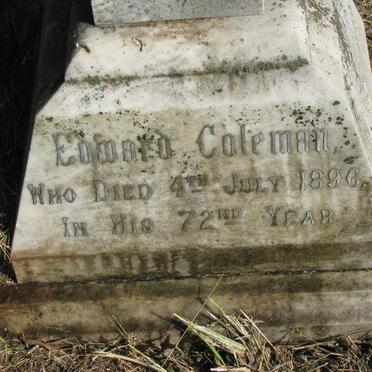 Edward Coleman
Who Died 4TH July 1896,
In His 72ND Year